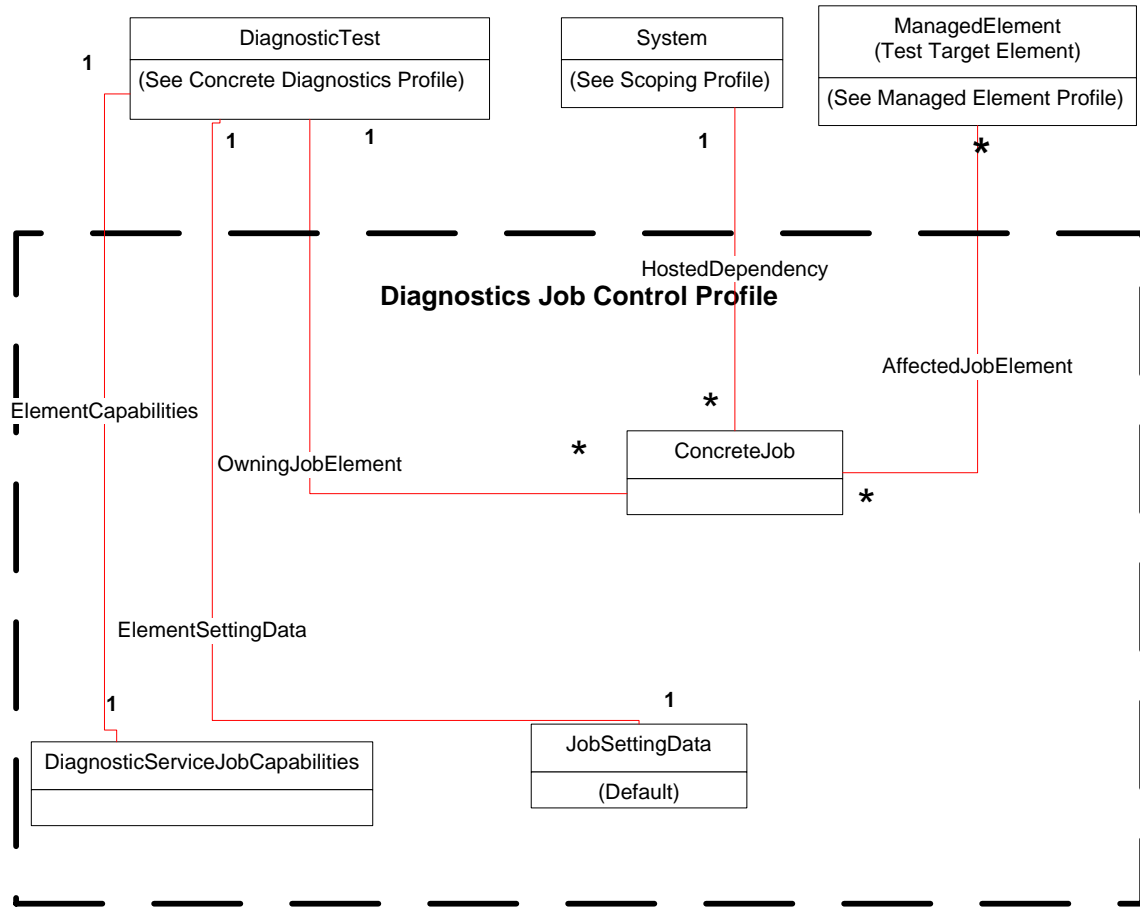 DiagnosticTest
(See Concrete Diagnostics Profile)
System
(See Scoping Profile)
ManagedElement
(Test Target Element)
(See Managed Element Profile)
1
1
1
1
*
HostedDependency
Diagnostics Job Control Profile
AffectedJobElement
ElementCapabilities
*
*
OwningJobElement
ConcreteJob
*
ElementSettingData
1
1
DiagnosticServiceJobCapabilities
JobSettingData
(Default)